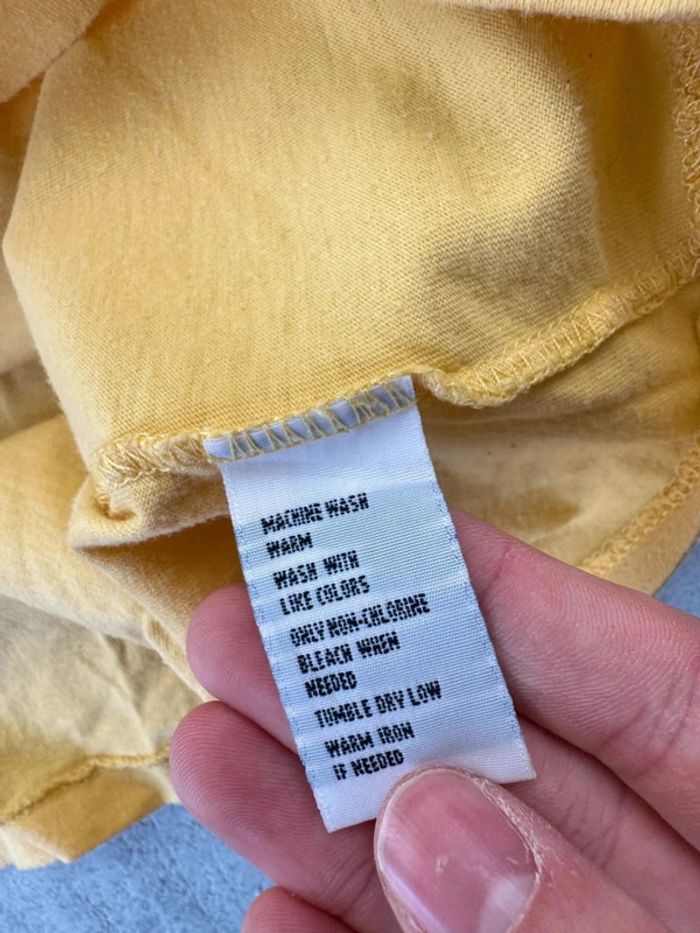 MACHINE WASH
WARM
WASH WITH
LIKE COLORS
ONLY NON-CHLORINE
BLEACH WHEN
NEEDED
TUMBLE DRY LOW
WARM IRON
IF NEEDED